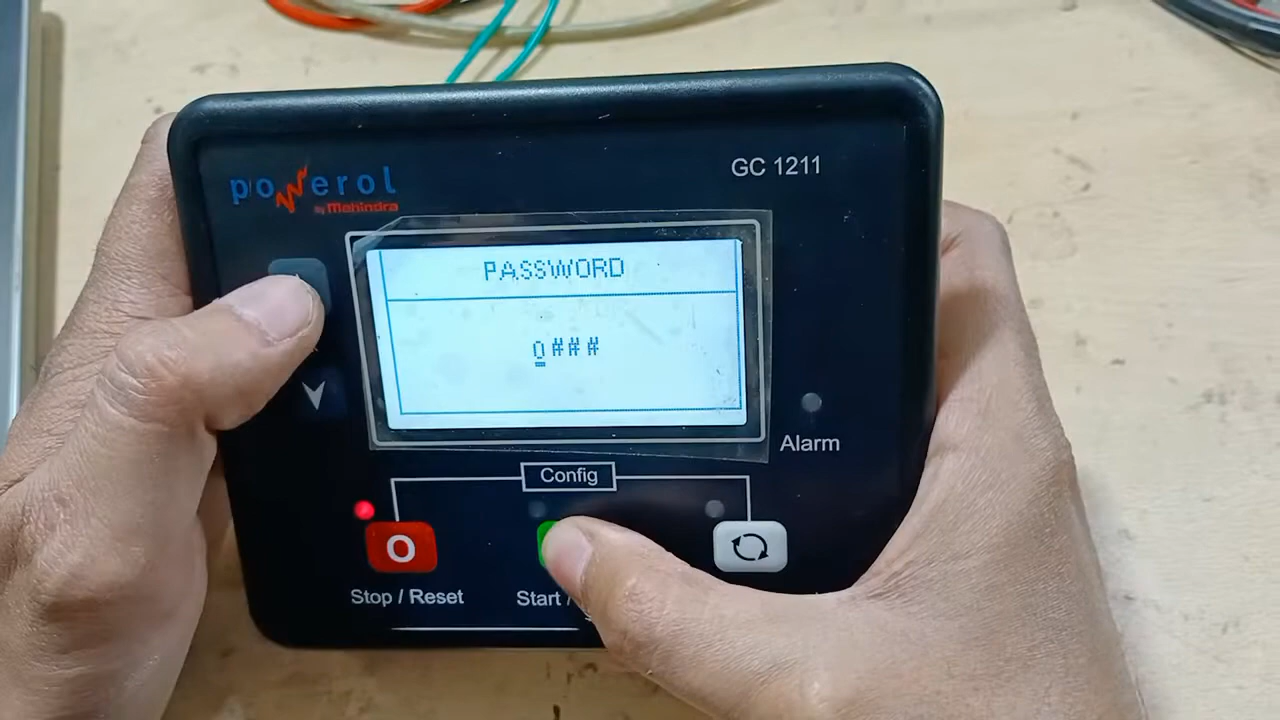 powerol
by Mahindra
GC 1211
PASSWORD
0###
Alarm
Config
O
Stop / Reset
Start /